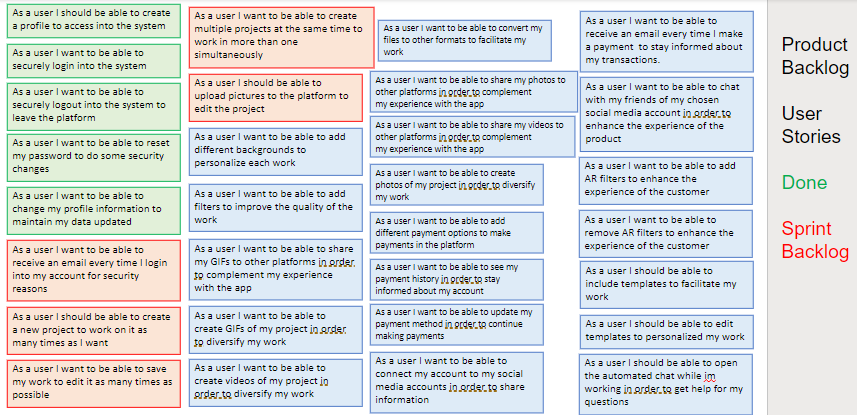 As a user I should be able to create
a profile to access into the system
As a user I want to be able to
securely login into the system
As a user I want to be able to
securely logout into the system to
leave the platform
As a user I want to be able to reset
my password to do some security
changes
As a user I want to be able to
change my profile information to
maintain my data updated
As a user I want to be able to
receive an email every time I login
into my account for security
reasons
As a user I should be able to create
a new project to work on it as
many times as I want
As a user I want to be able to save
my work to edit it as many times as
possible
As a user I want to be able to create
multiple projects at the same time to
work in more than one
simultaneously
As a user I should be able to
upload pictures to the platform to
edit the project
As a user I want to be able to add
different backgrounds to
personalize each work
As a user I want to be able to add
filters to improve the quality of the
work
As a user I want to be able to share
my GIFs to other platforms in order
to complement my experience
with the app
As a user I want to be able to
create GIFs of my project in order
to diversify my work
As a user I want to be able to
create videos of my project in
order to diversify my work
As a user I want to be able to convert my
files to other formats to facilitate my
work
As a user I want to be able to share my photos to
other platforms in order to complement
my experience with the app
As a user I want to be able to share my videos to
other platforms in order to complement
my experience with the app
As a user I want to be able to create
photos of my project in order to diversify
my work
As a user I want to be able to add
different payment options to make
payments in the platform
As a user I want to be able to see my
payment history in order to stay
informed about my account
As a user I want to be able to update my
payment method in order to continue
making payments
As a user I want to be able to
connect my account to my social
media accounts in order to share
information
As a user I want to be able to
receive an email every time I make
a payment to stay informed about
my transactions.
As a user I want to be able to chat
with my friends of my chosen
social media account in order to
enhance the experience of the
product
As a user I want to be able to add
AR filters to enhance the
experience of the customer
As a user I want to be able to
remove AR filters to enhance the
experience of the customer
As a user I should be able to
include templates to facilitate my
work
As a user I should be able to edit
templates to personalized my work
As a user I should be able to open
the automated chat while im
working in order to get help for my
questions
Product
Backlog
User
Stories
Done
Sprint
Backlog